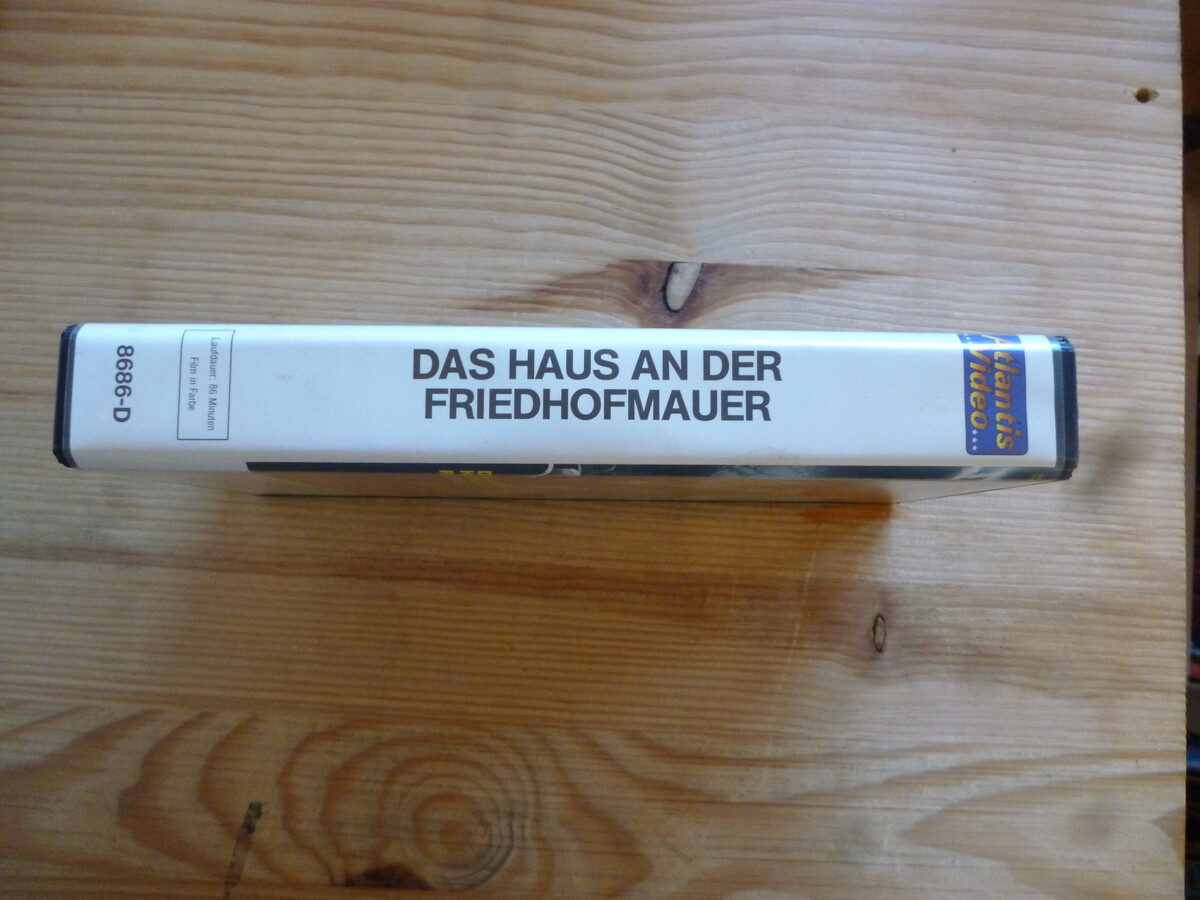 8686-D
Laufdauer: 86 Minuten
Film in Farbe
DAS HAUS AN DER
FRIEDHOFMAUER
Atlantis
Video...